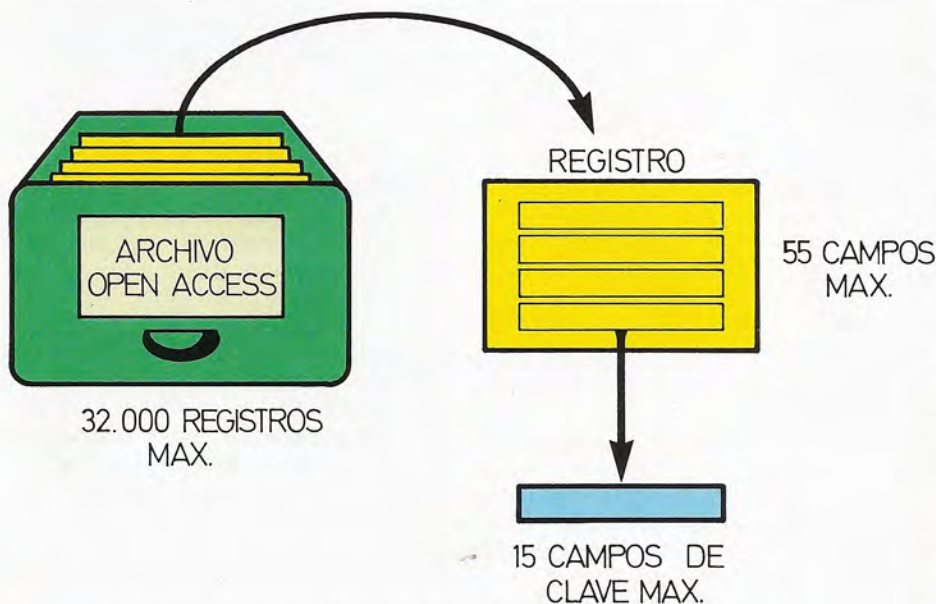 ARCHIVO
OPEN ACCESS
32.000 REGISTROS
MAX.
REGISTRO
55 CAMPOS
MAX.
15 CAMPOS DE
CLAVE MAX.